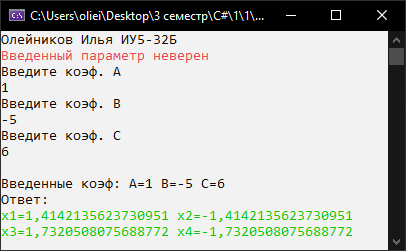 C:\Users\oliei\Desktop\3 семестр\C#\1\1\...
Олейников Илья ИУ5-32Б
Введенный параметр неверен
Введите коэф. A
1
Введите коэф. B
-5
Введите коэф. C
6
Введенные коэф: A=1 B=-5 C=6
Ответ:
x1=1,4142135623730951 x2=-1,4142135623730951
x3=1,7320508075688772 x4=-1,7320508075688772